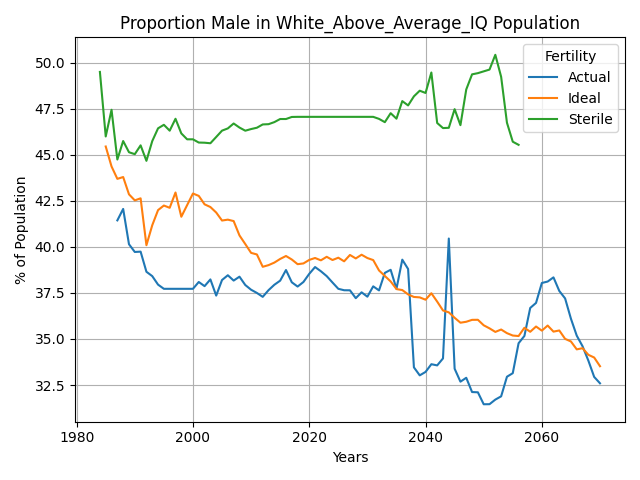 Proportion Male in White_Above_Average_IQ Population
Fertility
Actual
Ideal
Sterile
% of Population
50.0
47.5
45.0
42.5
40.0
37.5
35.0
32.5
1980
2000
2020
2040
2060
Years